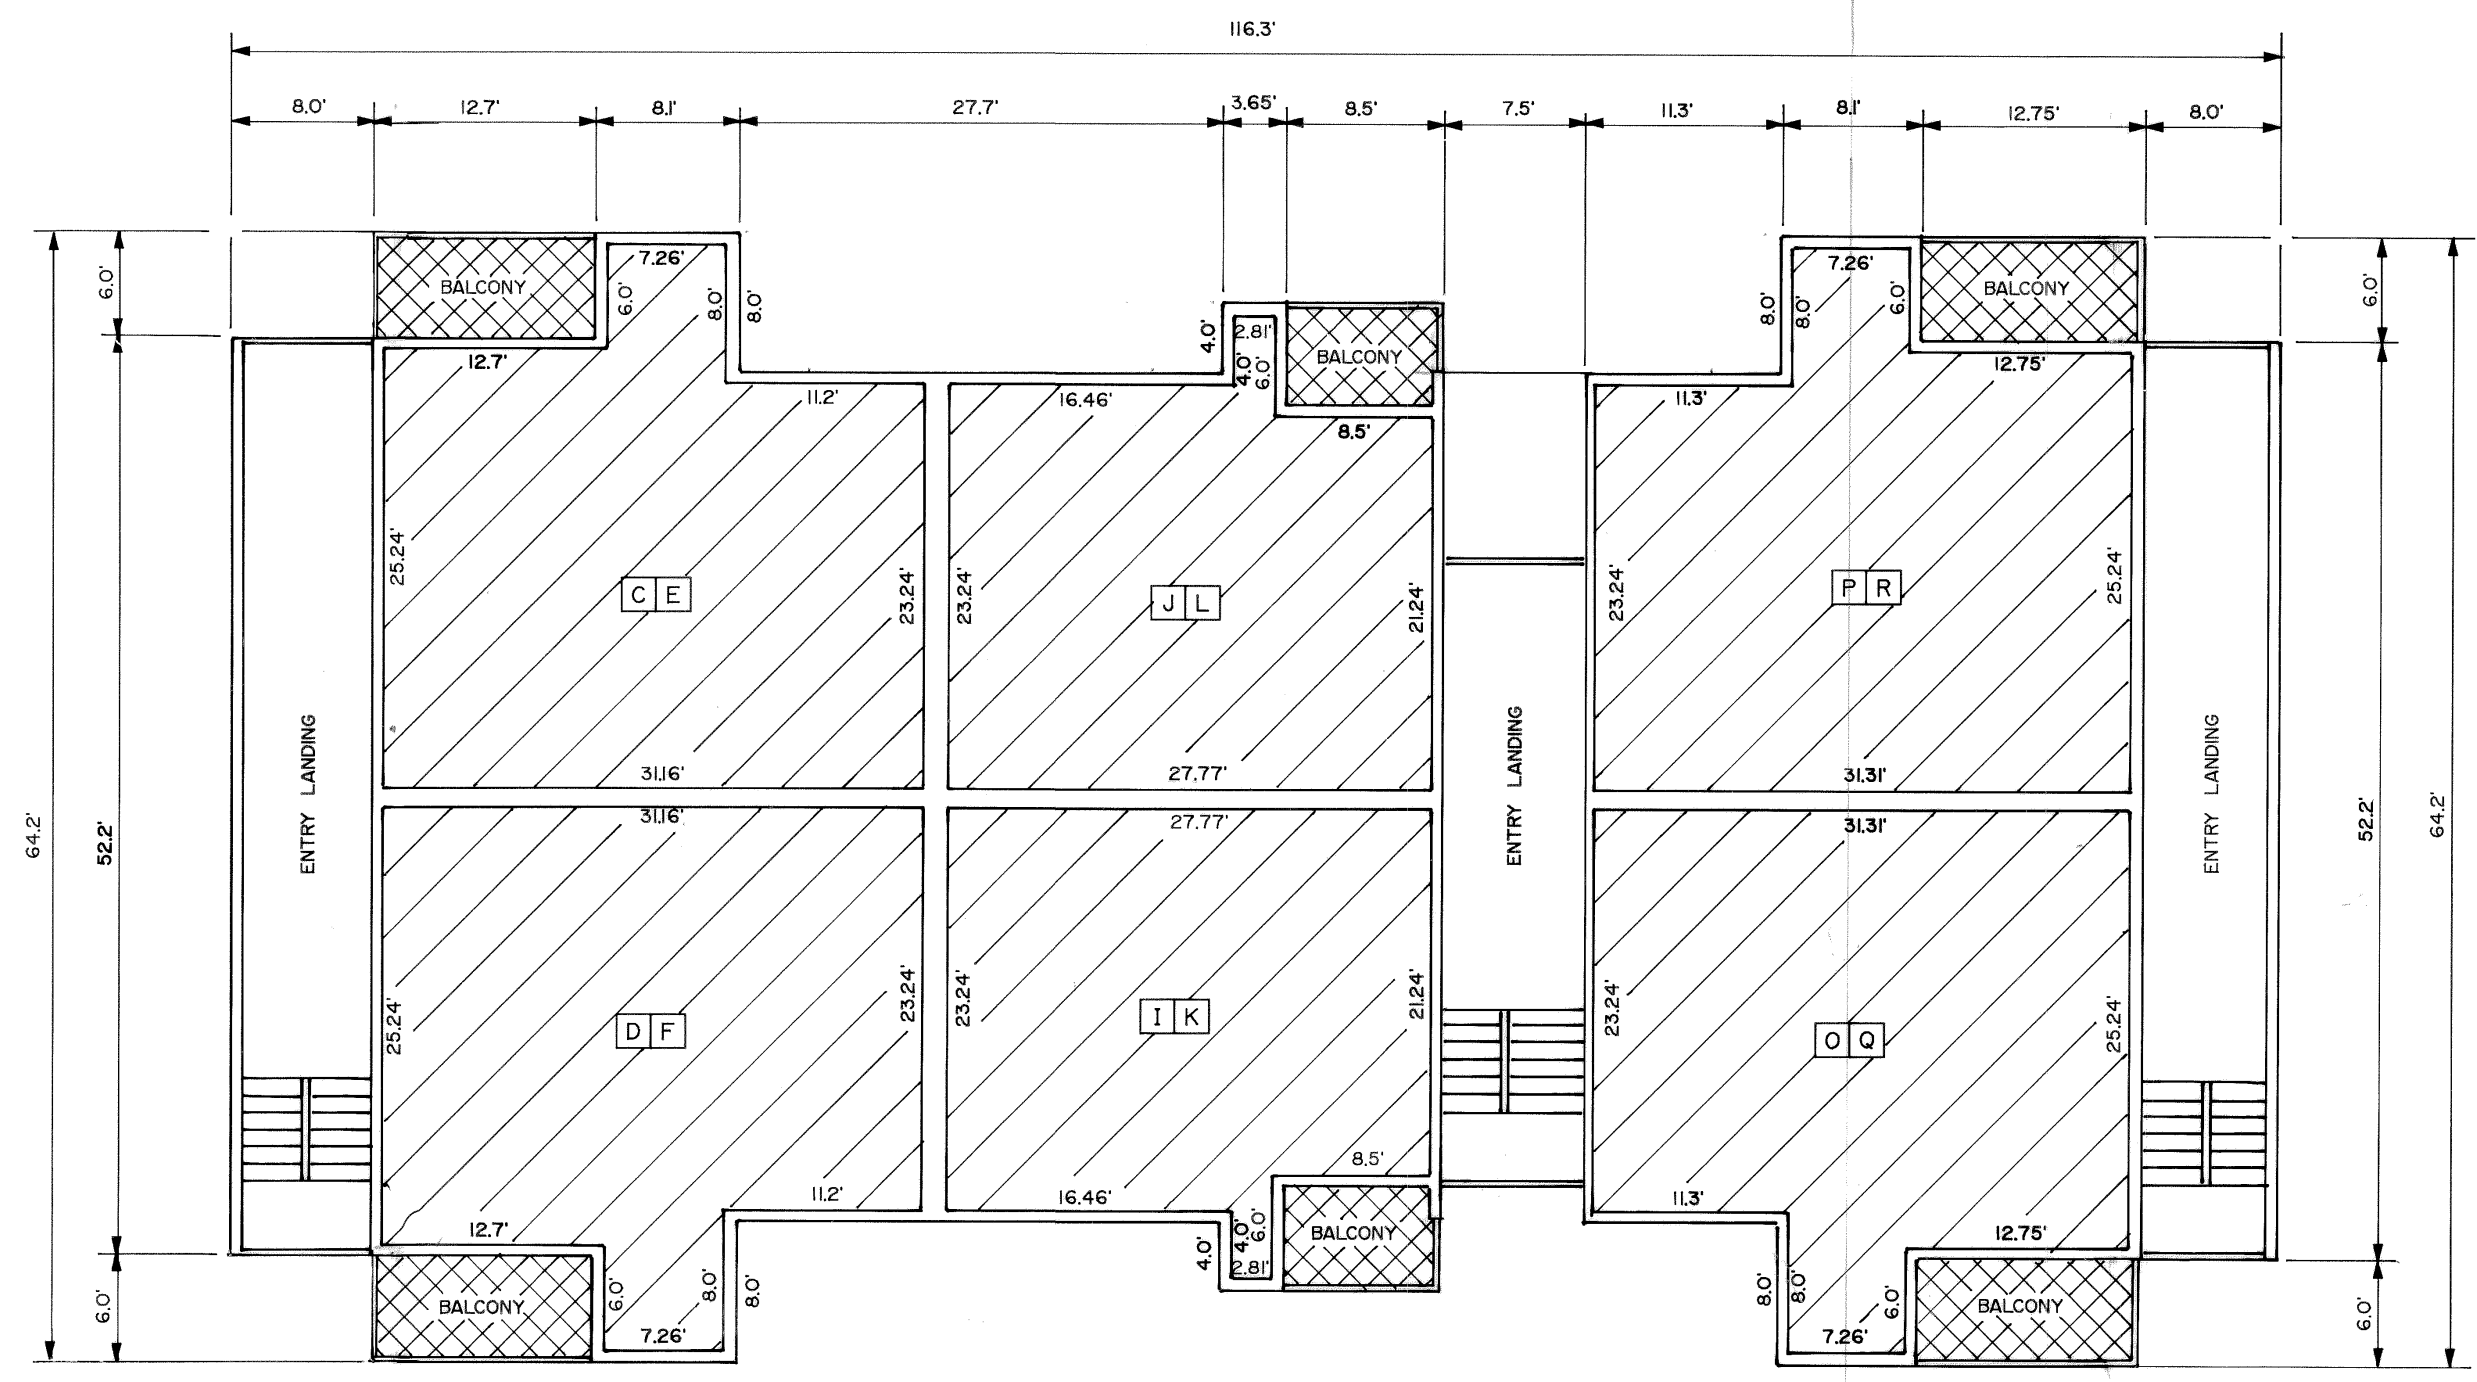 116.3'
8.0' 12.7' 8.1' 27.7' 3.65' 8.5' 7.5' 11.3' 8.1' 12.75' 8.0'
6.0' BALCONY 7.26' 6.0' 8.0' 8.0' 4.0' 2.81' 4.0' 6.0' BALCONY 8.0' 8.0' 7.26' 6.0' BALCONY 6.0'
12.7' 11.2' 16.46' 8.5' 11.3' 12.75'
25.24' C E 23.24' 23.24' J L 21.24' 23.24' P R 25.24'
31.16' 27.77' 31.31'
64.2' 52.2' ENTRY LANDING ENTRY LANDING ENTRY LANDING 52.2' 64.2'
31.16' 27.77' 31.31'
25.24' D F 23.24' 23.24' I K 21.24' 23.24' O Q 25.24'
12.7' 11.2' 16.46' 8.5' 11.3' 12.75'
6.0' BALCONY 6.0' 7.26' 8.0' 8.0' 4.0' 4.0' 6.0' 2.81' BALCONY 8.0' 8.0' 7.26' 6.0' BALCONY 6.0'